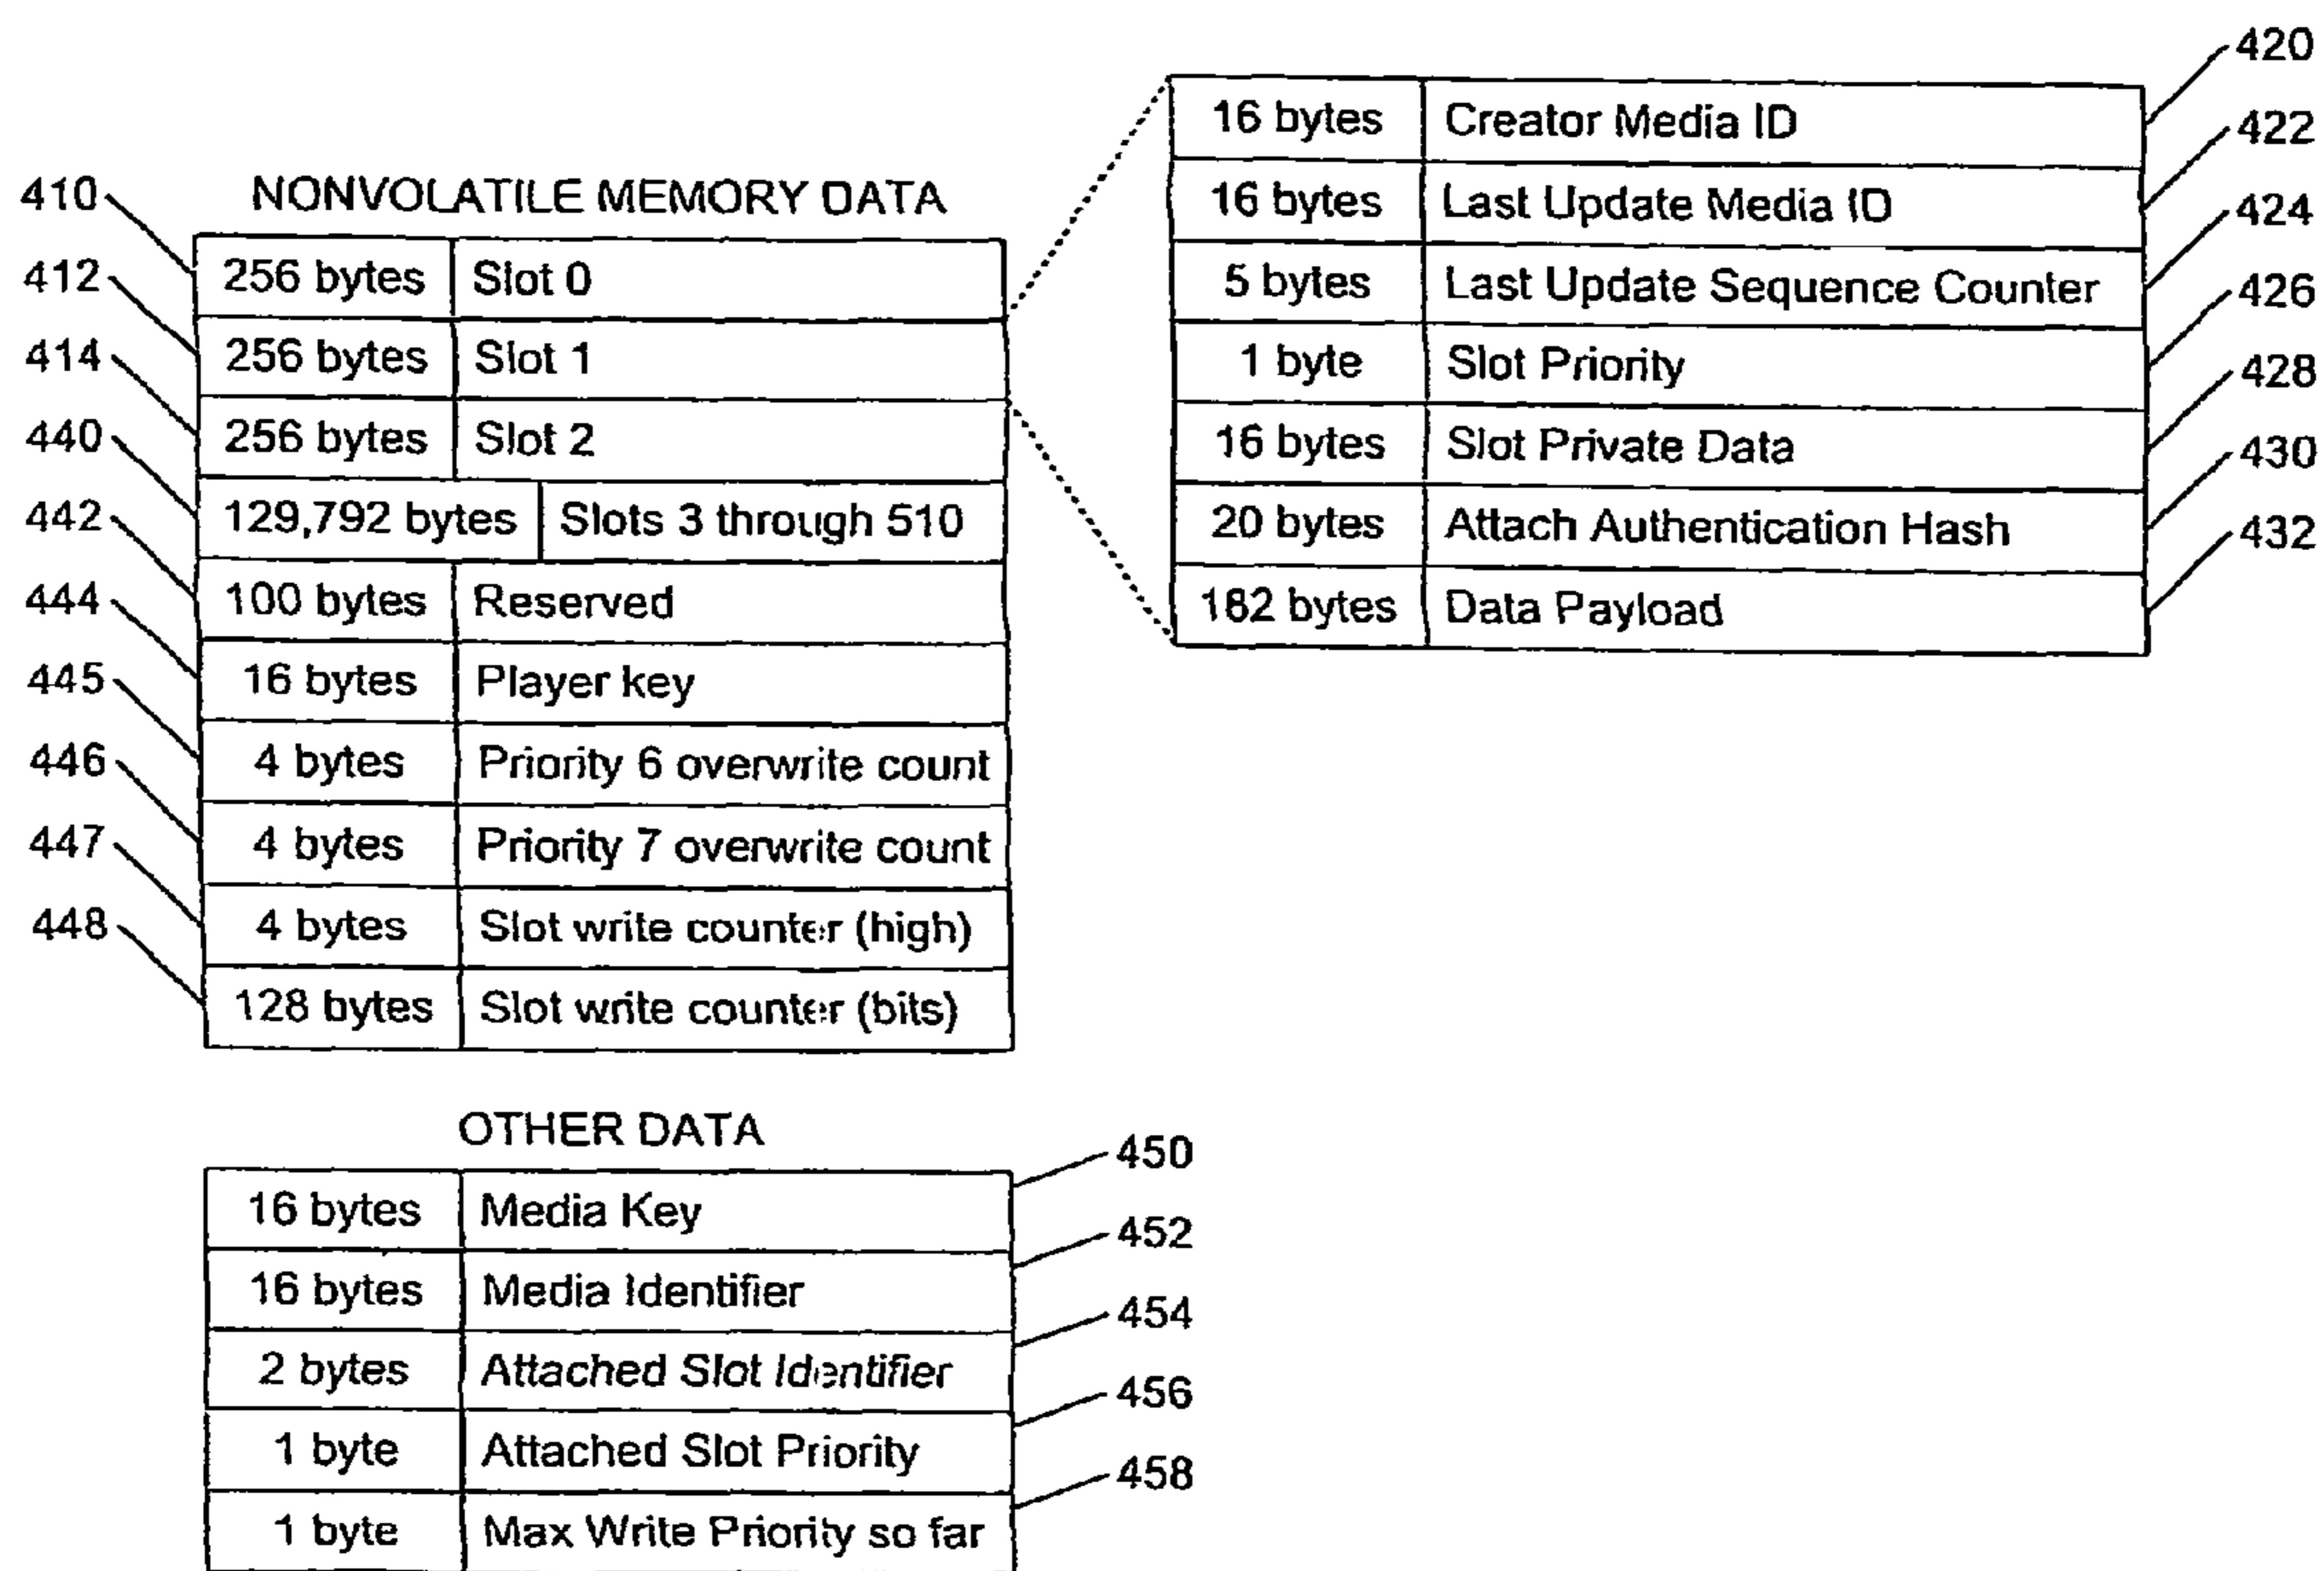 NONVOLATILE MEMORY DATA
410 256 bytes Slot 0
412 256 bytes Slot 1
414 256 bytes Slot 2
440 129,792 bytes Slots 3 through 510
442 100 bytes Reserved
444 16 bytes Player key
445 4 bytes Priority 6 overwrite count
446 4 bytes Priority 7 overwrite count
447 4 bytes Slot write counter (high)
448 128 bytes Slot write counter (bits)
16 bytes Creator Media ID 420
16 bytes Last Update Media ID 422
5 bytes Last Update Sequence Counter 424
1 byte Slot Priority 426
16 bytes Slot Private Data 428
20 bytes Attach Authentication Hash 430
182 bytes Data Payload 432
OTHER DATA
16 bytes Media Key 450
16 bytes Media Identifier 452
2 bytes Attached Slot Identifier 454
1 byte Attached Slot Priority 456
1 byte Max Write Priority so far 458